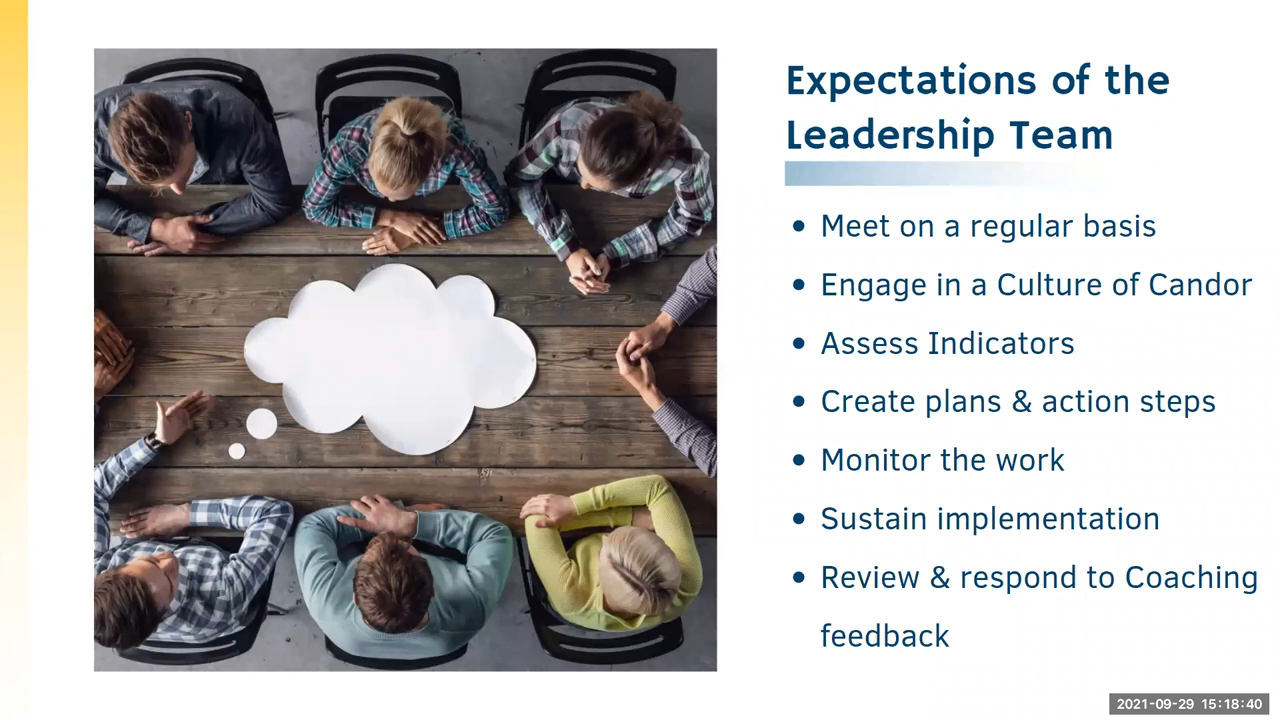 Expectations of the
Leadership Team
• Meet on a regular basis
• Engage in a Culture of Candor
• Assess Indicators
• Create plans & action steps
• Monitor the work
• Sustain implementation
• Review & respond to Coaching
feedback
2021-09-29 15:18:40